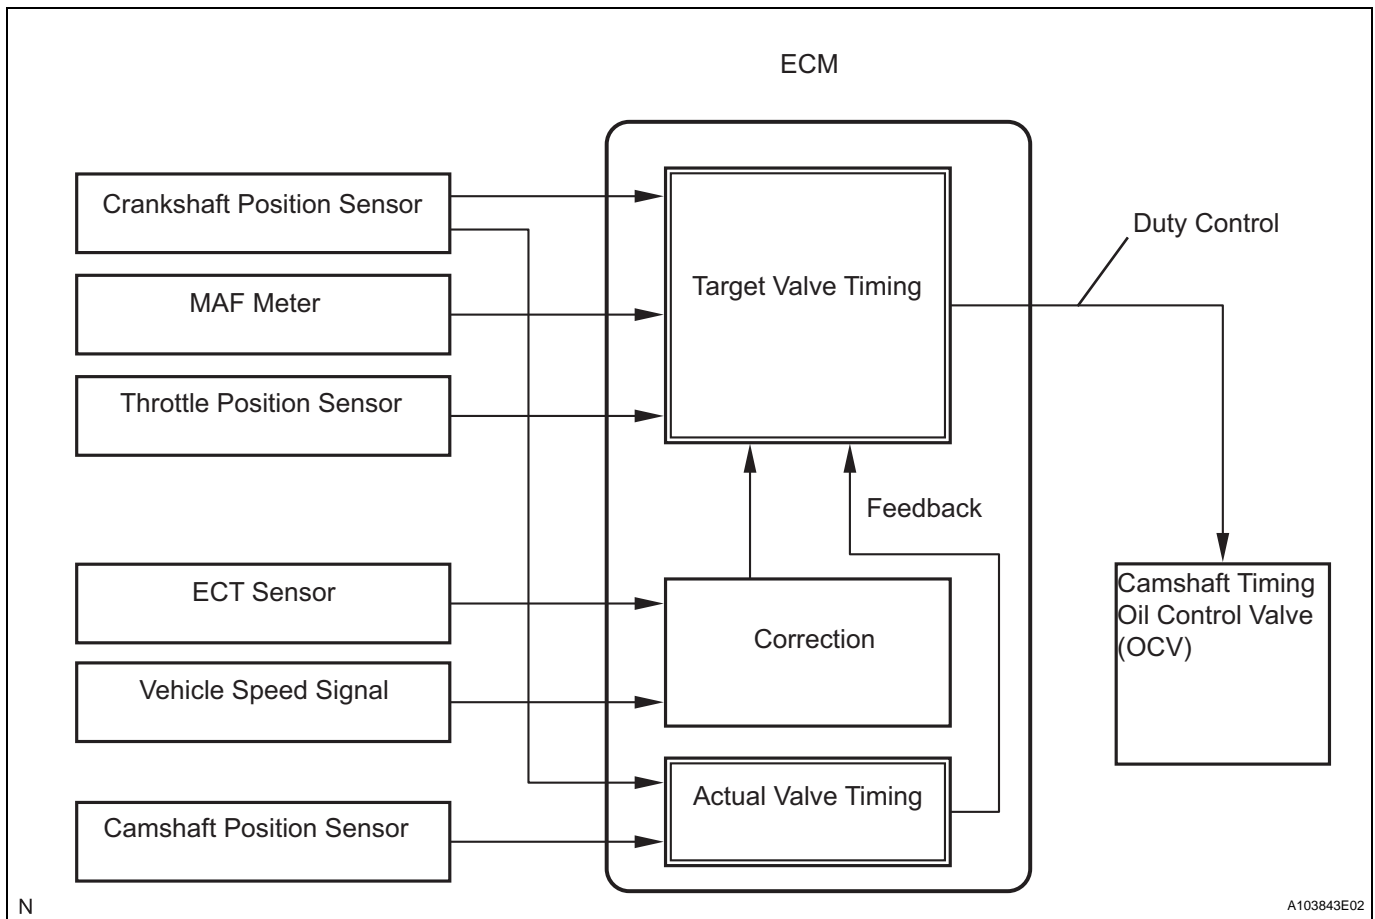 ECM
Crankshaft Position Sensor
MAF Meter
Throttle Position Sensor
ECT Sensor
Vehicle Speed Signal
Camshaft Position Sensor
Target Valve Timing
Feedback
Correction
Actual Valve Timing
Duty Control
Camshaft Timing
Oil Control Valve
(OCV)
N
A103843E02